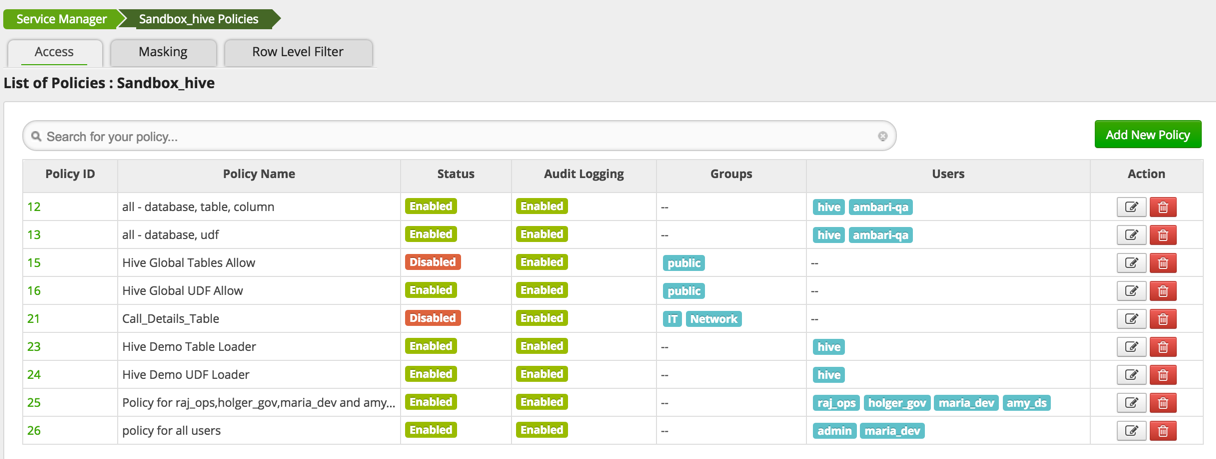 Service Manager Sandbox_hive Policies
Access Masking Row Level Filter
List of Policies : Sandbox_hive
Search for your policy... Add New Policy
Policy ID Policy Name Status Audit Logging Groups Users Action
12 all - database, table, column Enabled Enabled -- hive ambari-qa
13 all - database, udf Enabled Enabled -- hive ambari-qa
15 Hive Global Tables Allow Disabled Enabled public --
16 Hive Global UDF Allow Enabled Enabled public --
21 Call_Details_Table Disabled Enabled IT Network --
23 Hive Demo Table Loader Enabled Enabled -- hive
24 Hive Demo UDF Loader Enabled Enabled -- hive
25 Policy for raj_ops,holger_gov,maria_dev and amy... Enabled Enabled -- raj_ops holger_gov maria_dev amy_ds
26 policy for all users Enabled Enabled -- admin maria_dev